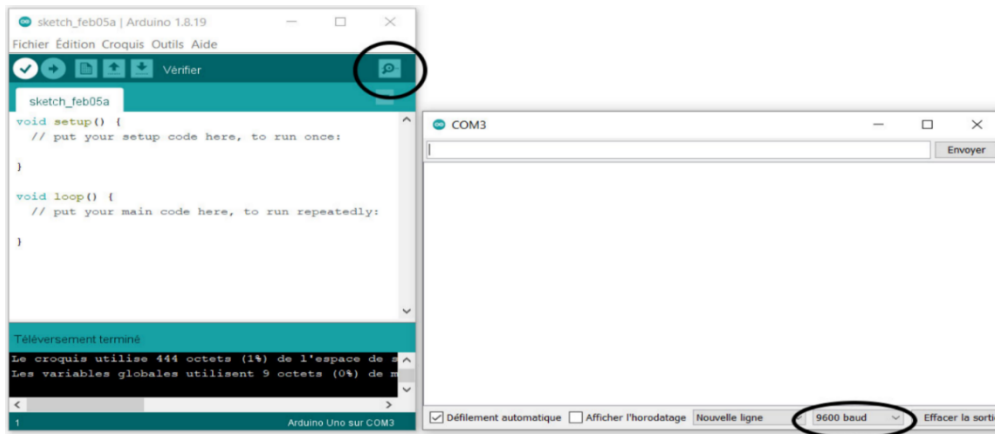 sketch_feb05a | Arduino 1.8.19
Fichier Édition Croquis Outils Aide
Vérifier
sketch_feb05a
void setup() {
// put your setup code here, to run once:
}
void loop() {
// put your main code here, to run repeatedly:
}
Téléversement terminé
Le croquis utilise 444 octets (1%) de l'espace de s
Les variables globales utilisent 9 octets (0%) de m
1
Arduino Uno sur COM3
COM3
Envoyer
Défilement automatique Afficher l'horodatage Nouvelle ligne 9600 baud Effacer la sorti